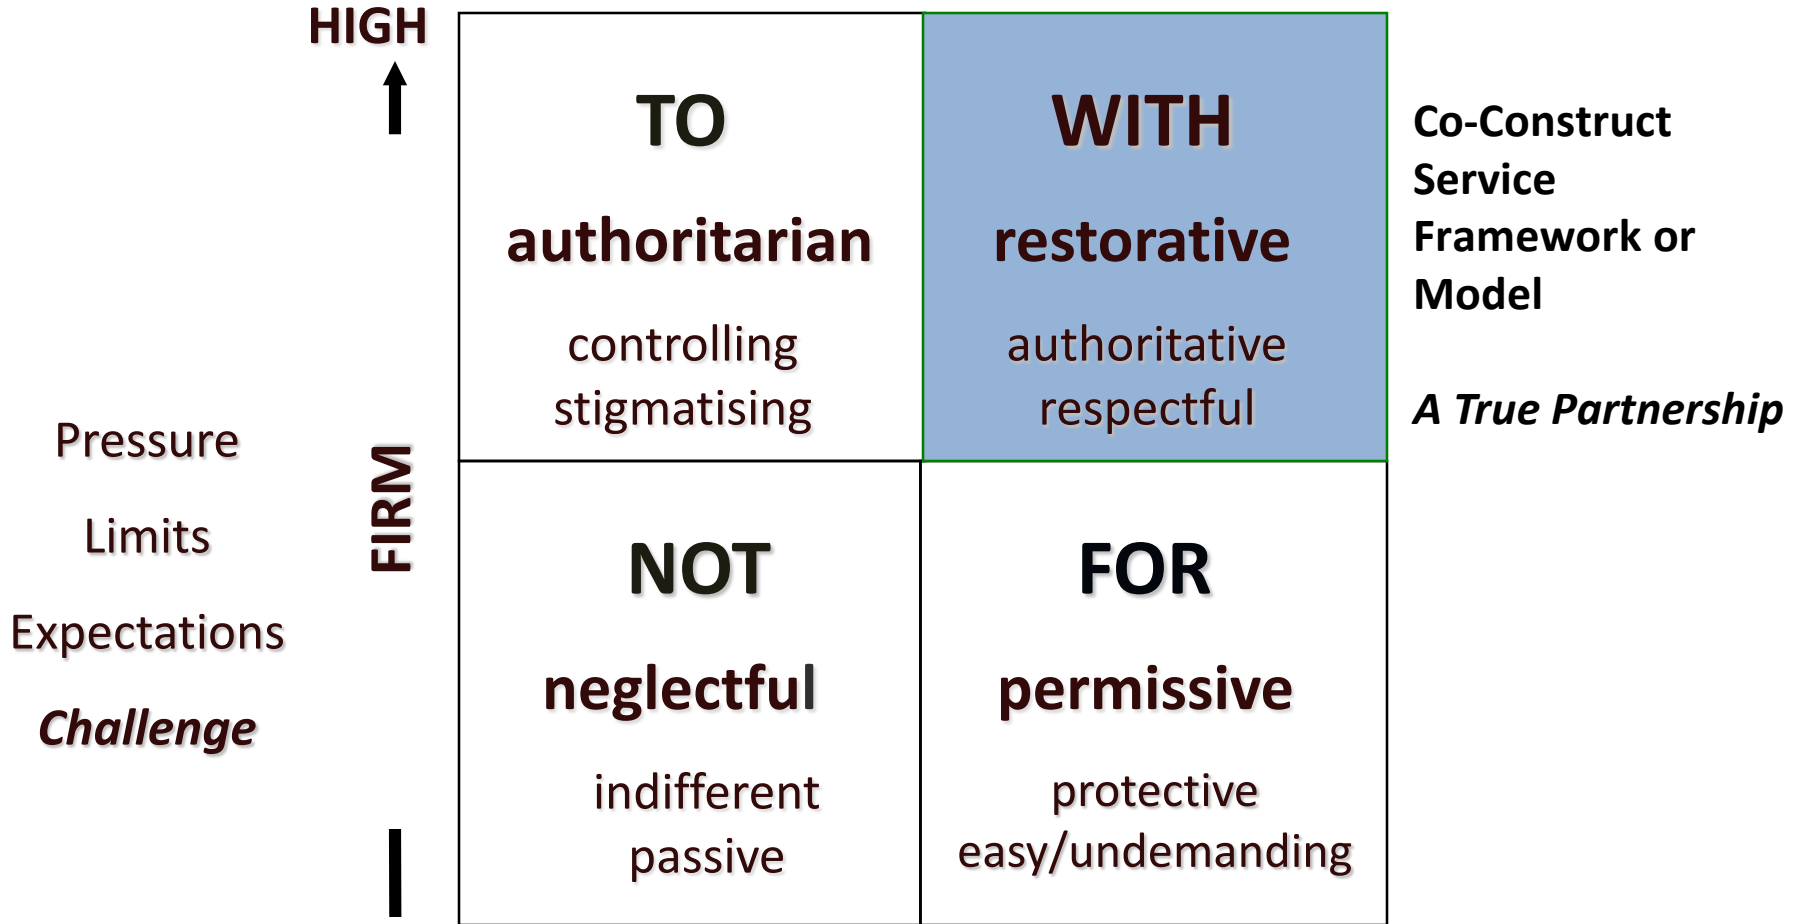 HIGH
TO
authoritarian
controlling
stigmatising
WITH
restorative
authoritative
respectful
Co-Construct
Service
Framework or
Model
A True Partnership
Pressure
Limits
Expectations
Challenge
FIRM
NOT
neglectful
indifferent
passive
FOR
permissive
protective
easy/undemanding